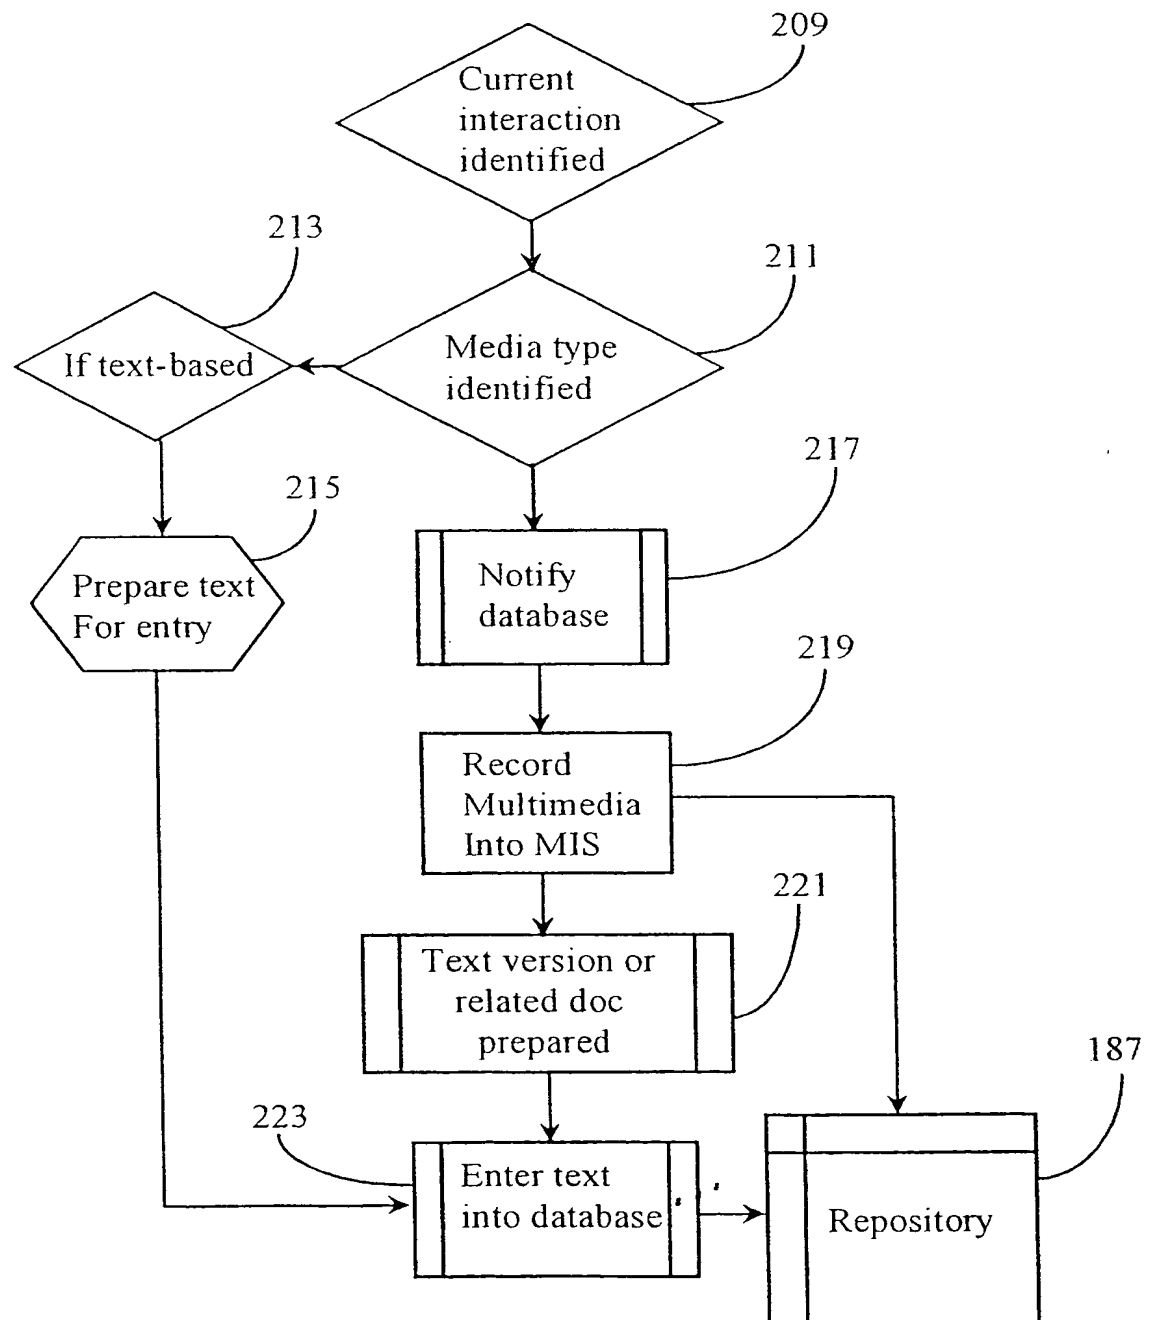 209
Current
interaction
identified
213
211
If text-based
Media type
identified
217
215
Notify
database
Prepare text
For entry
219
Record
Multimedia
Into MIS
221
Text version or
related doc
prepared
187
223
Enter text
into database
Repository